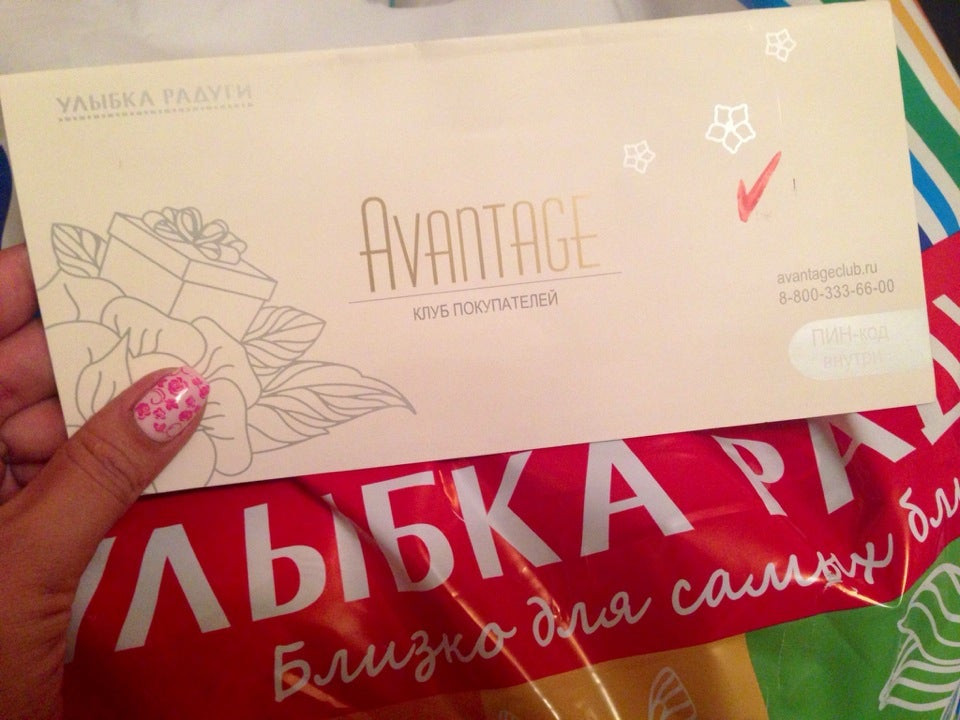 УЛЫБКА РАДУГИ
AVANTAGE
КЛУБ ПОКУПАТЕЛЕЙ
avantageclub.ru
8-800-333-66-00
ПИН-код
внутри
УЛЫБКА РАД
Близко для самых бл